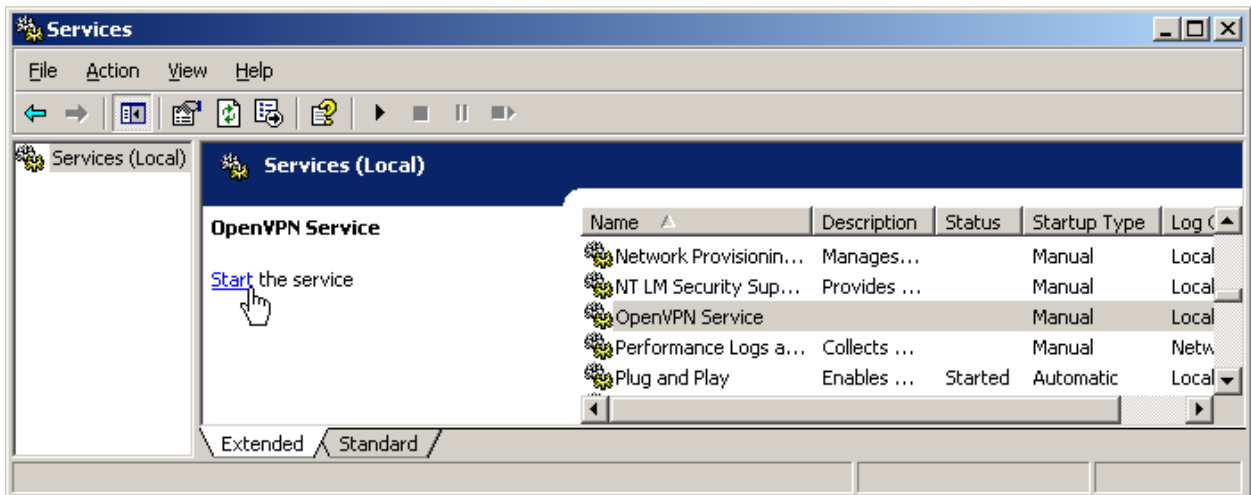 Services
File Action View Help
Services (Local)
Services (Local)
OpenVPN Service
Start the service
Name Description Status Startup Type Log
Network Provisionin... Manages... Manual Local
NT LM Security Sup... Provides ... Manual Local
OpenVPN Service Manual Local
Performance Logs a... Collects ... Manual Netw
Plug and Play Enables ... Started Automatic Local
Extended Standard